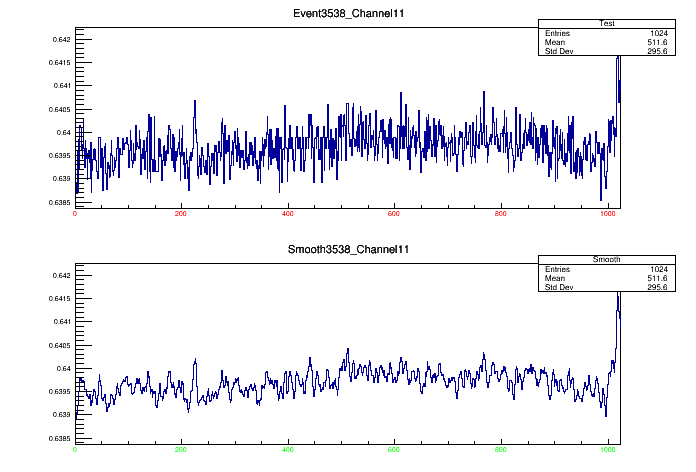 Event3538_Channel11
Test
Entries 1024
Mean 511.6
Std Dev 295.6
0.642
0.6415
0.641
0.6405
0.64
0.6395
0.639
0.6385
0 200 400 600 800 1000
Smooth3538_Channel11
Smooth
Entries 1024
Mean 511.6
Std Dev 295.6
0.642
0.6415
0.641
0.6405
0.64
0.6395
0.639
0.6385
0 200 400 600 800 1000